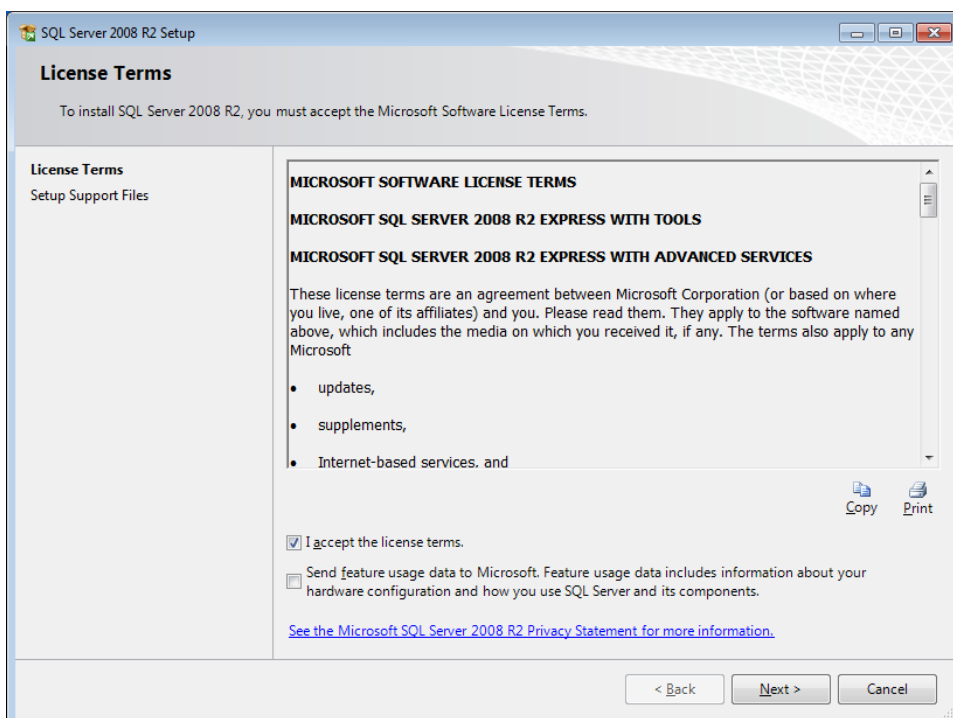 SQL Server 2008 R2 Setup
License Terms
To install SQL Server 2008 R2, you must accept the Microsoft Software License Terms.
License Terms
Setup Support Files
MICROSOFT SOFTWARE LICENSE TERMS
MICROSOFT SQL SERVER 2008 R2 EXPRESS WITH TOOLS
MICROSOFT SQL SERVER 2008 R2 EXPRESS WITH ADVANCED SERVICES
These license terms are an agreement between Microsoft Corporation (or based on where
you live, one of its affiliates) and you. Please read them. They apply to the software named
above, which includes the media on which you received it, if any. The terms also apply to any
Microsoft
• updates,
• supplements,
• Internet-based services, and
Copy Print
I accept the license terms.
Send feature usage data to Microsoft. Feature usage data includes information about your
hardware configuration and how you use SQL Server and its components.
See the Microsoft SQL Server 2008 R2 Privacy Statement for more information.
< Back Next > Cancel